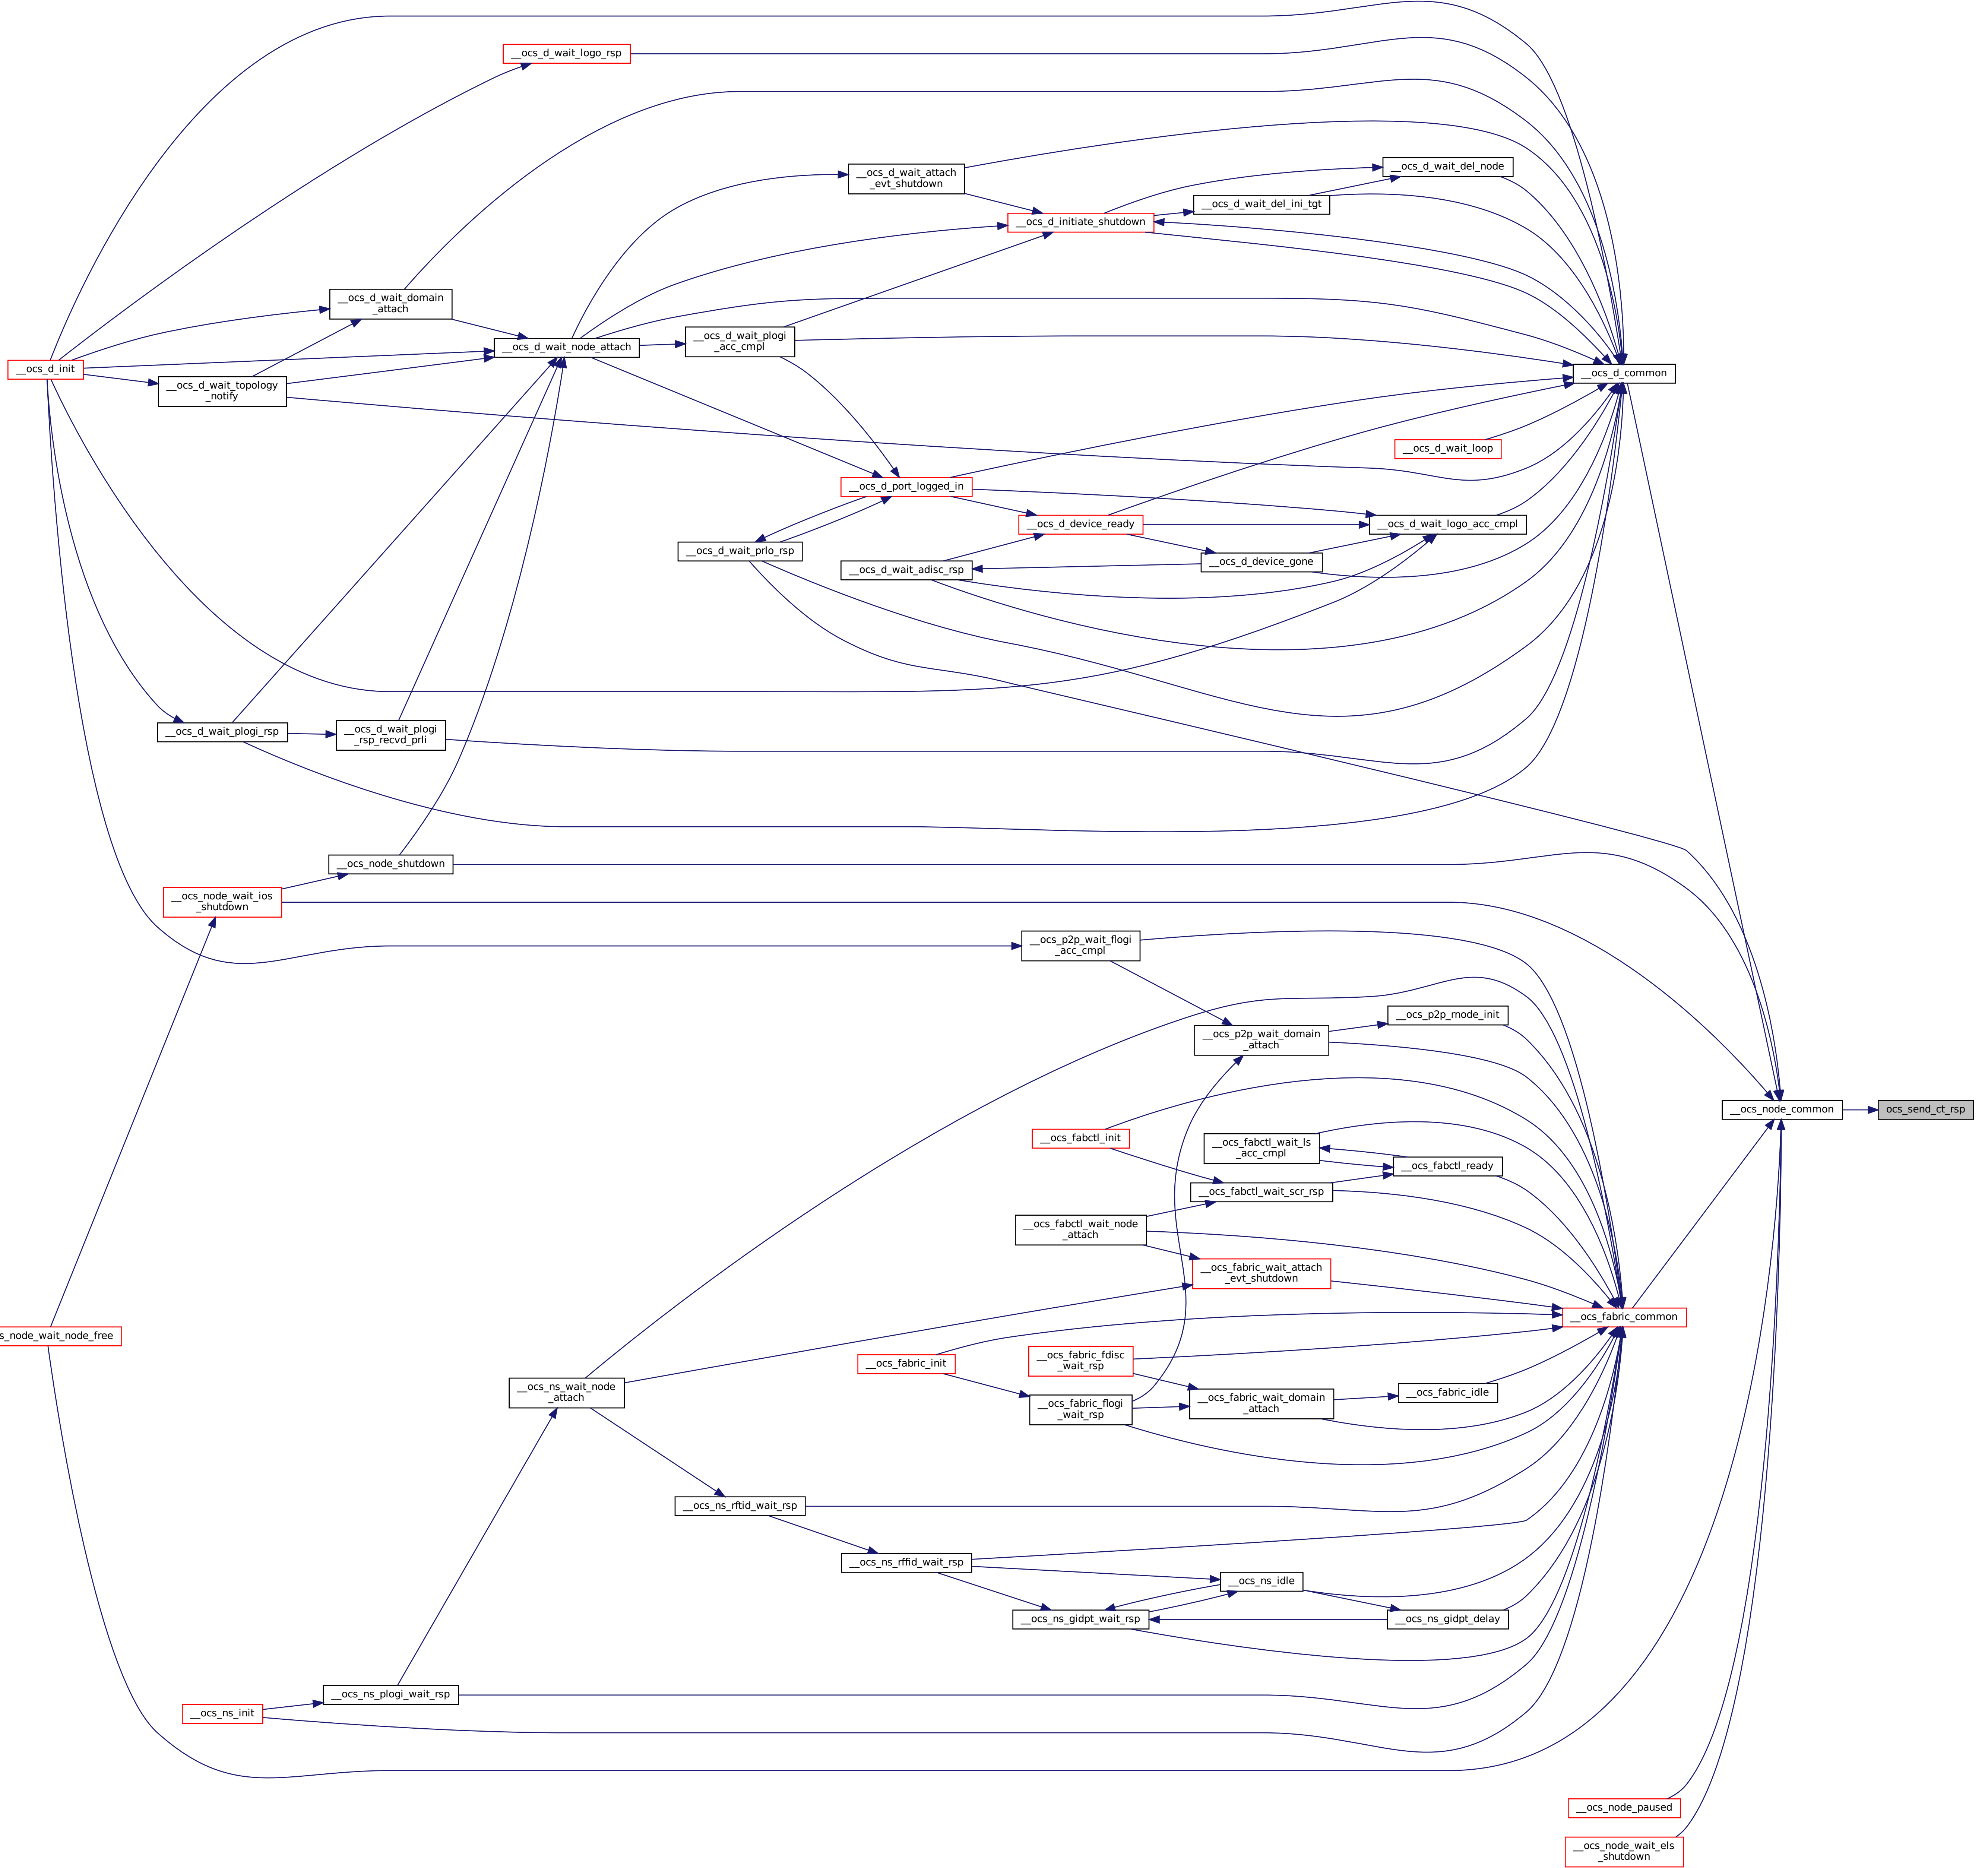 __ocs_d_wait_logo_rsp
__ocs_d_wait_del_node
__ocs_d_wait_attach
_evt_shutdown
__ocs_d_wait_del_ini_tgt
__ocs_d_initiate_shutdown
__ocs_d_wait_domain
_attach
__ocs_d_wait_plogi
_acc_cmpl
__ocs_d_wait_node_attach
__ocs_d_init
__ocs_d_common
__ocs_d_wait_topology
_notify
__ocs_d_wait_loop
__ocs_d_port_logged_in
__ocs_d_device_ready
__ocs_d_wait_logo_acc_cmpl
__ocs_d_wait_prlo_rsp
__ocs_d_device_gone
__ocs_d_wait_adisc_rsp
__ocs_d_wait_plogi_rsp
__ocs_d_wait_plogi
_rsp_recvd_prli
__ocs_node_shutdown
__ocs_node_wait_ios
_shutdown
__ocs_p2p_wait_flogi
_acc_cmpl
__ocs_p2p_rnode_init
__ocs_p2p_wait_domain
_attach
__ocs_node_common
ocs_send_ct_rsp
__ocs_fabctl_init
__ocs_fabctl_wait_ls
_acc_cmpl
__ocs_fabctl_ready
__ocs_fabctl_wait_scr_rsp
__ocs_fabctl_wait_node
_attach
__ocs_fabric_wait_attach
_evt_shutdown
__ocs_fabric_common
s_node_wait_node_free
__ocs_fabric_init
__ocs_fabric_fdisc
_wait_rsp
__ocs_ns_wait_node
_attach
__ocs_fabric_idle
__ocs_fabric_wait_domain
_attach
__ocs_fabric_flogi
_wait_rsp
__ocs_ns_rftid_wait_rsp
__ocs_ns_rffid_wait_rsp
__ocs_ns_idle
__ocs_ns_gidpt_wait_rsp
__ocs_ns_gidpt_delay
__ocs_ns_plogi_wait_rsp
__ocs_ns_init
__ocs_node_paused
__ocs_node_wait_els
_shutdown